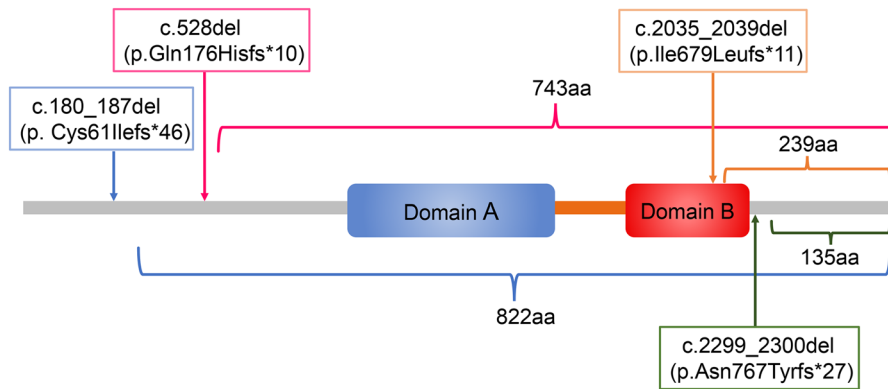 c.528del
(p.Gln176Hisfs*10)
c.2035_2039del
(p.Ile679Leufs*11)
743aa
c.180_187del
(p. Cys61Ilefs*46)
239aa
Domain A
Domain B
135aa
822aa
c.2299_2300del
(p.Asn767Tyrfs*27)